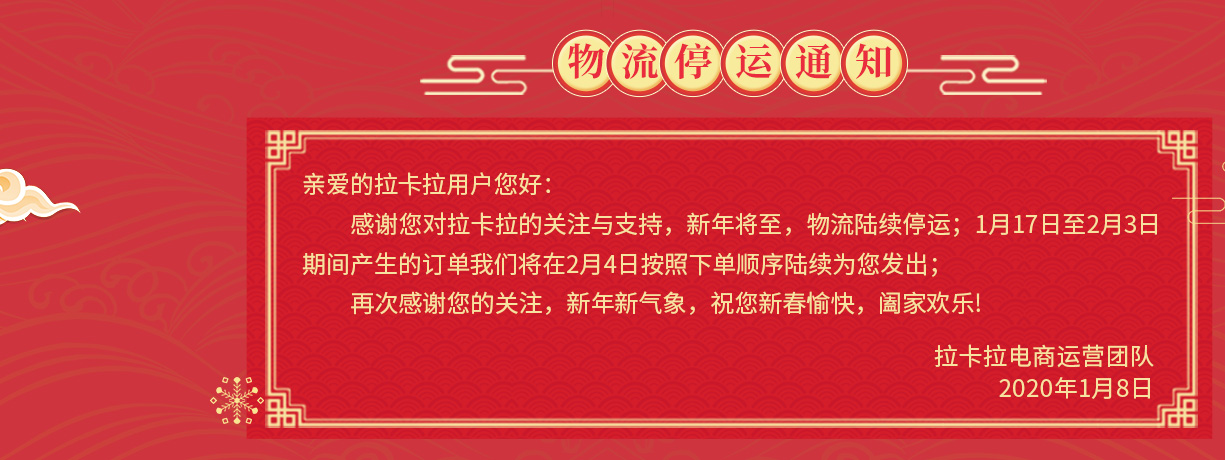 物流停运通知
亲爱的拉卡拉用户您好：
感谢您对拉卡拉的关注与支持，新年将至，物流陆续停运；1月17日至2月3日
期间产生的订单我们将在2月4日按照下单顺序陆续为您发出；
再次感谢您的关注，新年新气象，祝您新春愉快，阖家欢乐!
拉卡拉电商运营团队
2020年1月8日